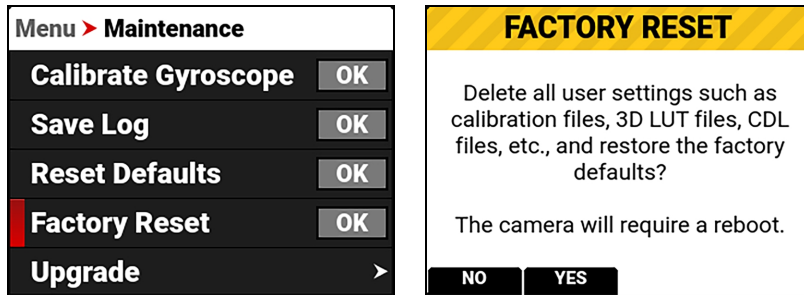 Menu > Maintenance
Calibrate Gyroscope OK
Save Log OK
Reset Defaults OK
Factory Reset OK
Upgrade >
FACTORY RESET
Delete all user settings such as
calibration files, 3D LUT files, CDL
files, etc., and restore the factory
defaults?
The camera will require a reboot.
NO YES